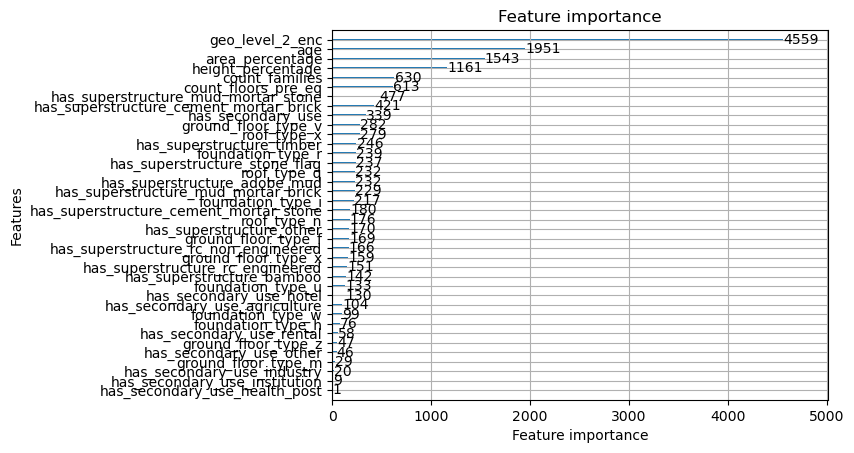 Feature importance
geo_level_2_enc 4559
age 1951
area_percentage 1543
height_percentage 1161
count_families 630
count_floors_pre_eq 613
has_superstructure_mud_mortar_stone 477
has_superstructure_cement_mortar_brick 421
has_secondary_use 339
ground_floor_type_v 282
roof_type_x 279
has_superstructure_timber 246
foundation_type_r 239
has_superstructure_stone_flag 237
roof_type_q 232
has_superstructure_adobe_mud 232
has_superstructure_mud_mortar_brick 229
foundation_type_i 217
has_superstructure_cement_mortar_stone 180
roof_type_n 176
has_superstructure_other 170
ground_floor_type_f 169
has_superstructure_rc_non_engineered 166
ground_floor_type_x 159
has_superstructure_rc_engineered 151
has_superstructure_bamboo 142
foundation_type_u 133
has_secondary_use_hotel 130
has_secondary_use_agriculture 104
foundation_type_w 99
foundation_type_h 76
has_secondary_use_rental 58
ground_floor_type_z 47
has_secondary_use_other 46
ground_floor_type_m 29
has_secondary_use_industry 20
has_secondary_use_institution 9
has_secondary_use_health_post 1
Features
0 1000 2000 3000 4000 5000
Feature importance